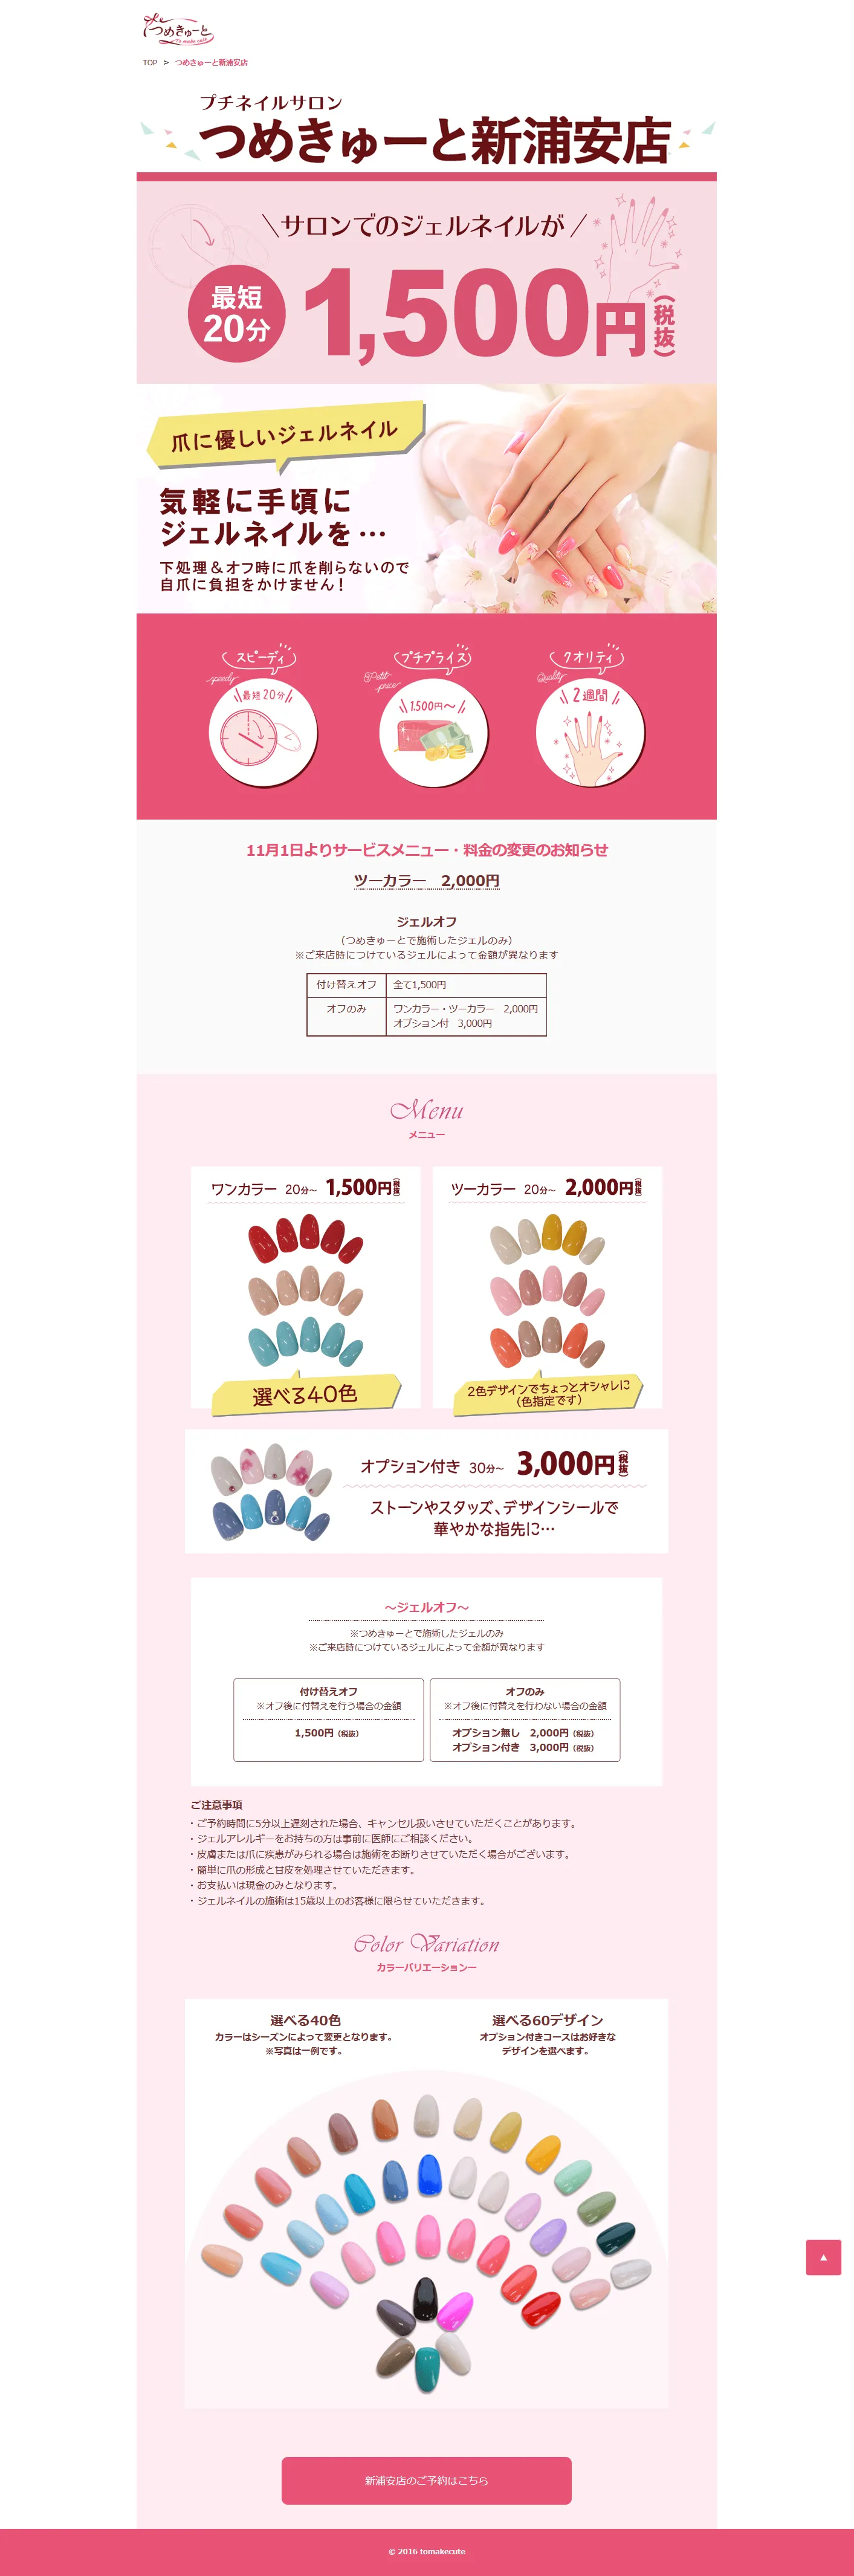 つめきゅーと
To make cute
TOP > つめきゅーと新浦安店
プチネイルサロン
つめきゅーと新浦安店
サロンでのジェルネイルが
最短
20分
1,500円(税抜)
爪に優しいジェルネイル
気軽に手頃に
ジェルネイルを…
下処理&オフ時に爪を削らないので
自爪に負担をかけません!
スピーディ
speedy
最短20分
プチプライス
Petit-price
1,500円〜
クオリティ
Quality
2週間
11月1日よりサービスメニュー・料金の変更のお知らせ
ツーカラー 2,000円
ジェルオフ
（つめきゅーとで施術したジェルのみ）
※ご来店時につけているジェルによって金額が異なります
付け替えオフ 全て1,500円
オフのみ ワンカラー・ツーカラー 2,000円
オプション付 3,000円
Menu
メニュー
ワンカラー 20分〜 1,500円(税抜)
選べる40色
ツーカラー 20分〜 2,000円(税抜)
2色デザインでちょっとオシャレに
(色指定です)
オプション付き 30分〜 3,000円(税抜)
ストーンやスタッズ、デザインシールで
華やかな指先に…
〜ジェルオフ〜
※つめきゅーとで施術したジェルのみ
※ご来店時につけているジェルによって金額が異なります
付け替えオフ
※オフ後に付替えを行う場合の金額
1,500円（税抜）
オフのみ
※オフ後に付替えを行わない場合の金額
オプション無し 2,000円（税抜）
オプション付き 3,000円（税抜）
ご注意事項
・ご予約時間に5分以上遅刻された場合、キャンセル扱いさせていただくことがあります。
・ジェルアレルギーをお持ちの方は事前に医師にご相談ください。
・皮膚または爪に疾患がみられる場合は施術をお断りさせていただく場合がございます。
・簡単に爪の形成と甘皮を処理させていただきます。
・お支払いは現金のみとなります。
・ジェルネイルの施術は15歳以上のお客様に限らせていただきます。
Color Variation
カラーバリエーションー
選べる40色
カラーはシーズンによって変更となります。
※写真は一例です。
選べる60デザイン
オプション付きコースはお好きな
デザインを選べます。
▲
新浦安店のご予約はこちら
© 2016 tomakecute